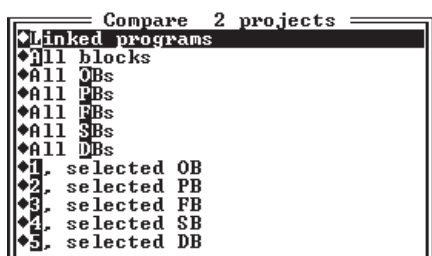 Compare 2 projects
Linked programs
All blocks
All OBs
All PBs
All FBs
All SBs
All DBs
1, selected OB
2, selected PB
3, selected FB
4, selected SB
5, selected DB